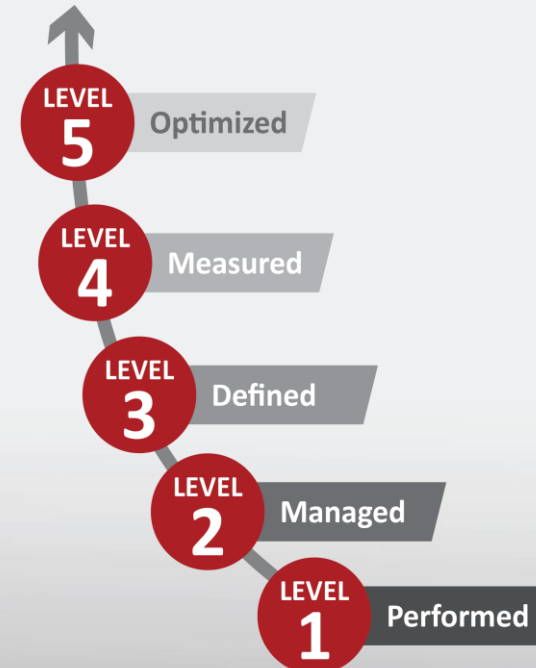 LEVEL
5
Optimized
LEVEL
4
Measured
LEVEL
3
Defined
LEVEL
2
Managed
LEVEL
1
Performed